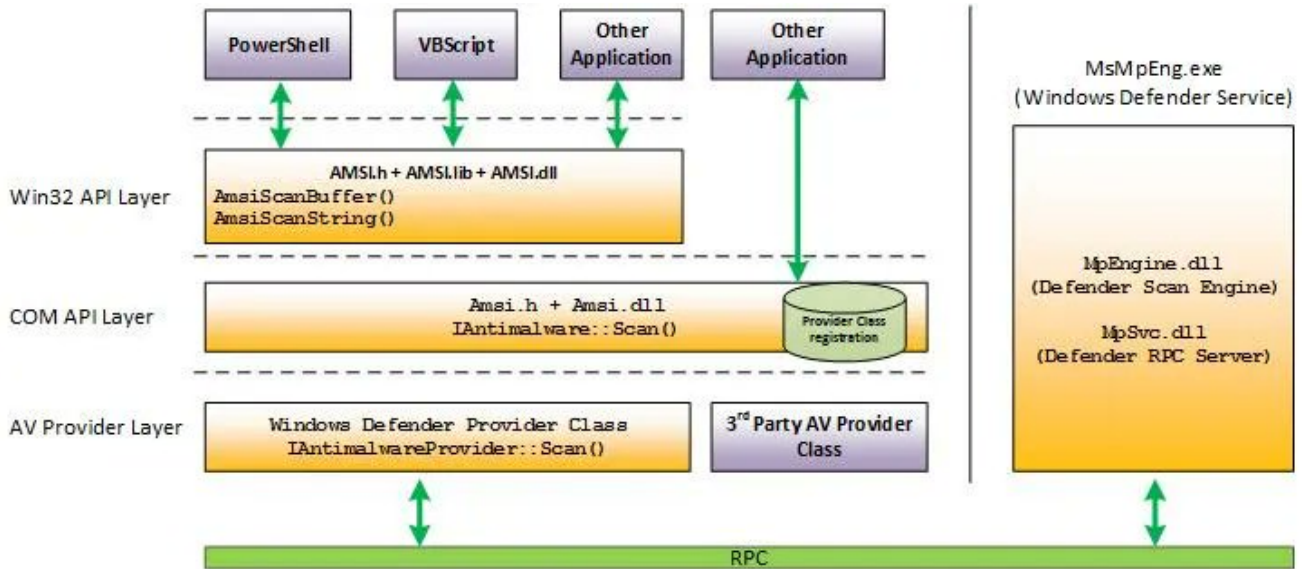 PowerShell
VBScript
Other
Application
Other
Application
MsMpEng.exe
(Windows Defender Service)
Win32 API Layer
AMSI.h + AMSI.lib + AMSI.dll
AmsiScanBuffer()
AmsiScanString()
COM API Layer
Amsi.h + Amsi.dll
IAntimalware::Scan()
Provider Class
registration
MpEngine.dll
(Defender Scan Engine)
MpSvc.dll
(Defender RPC Server)
AV Provider Layer
Windows Defender Provider Class
IAntimalwareProvider::Scan()
3rd Party AV Provider
Class
RPC